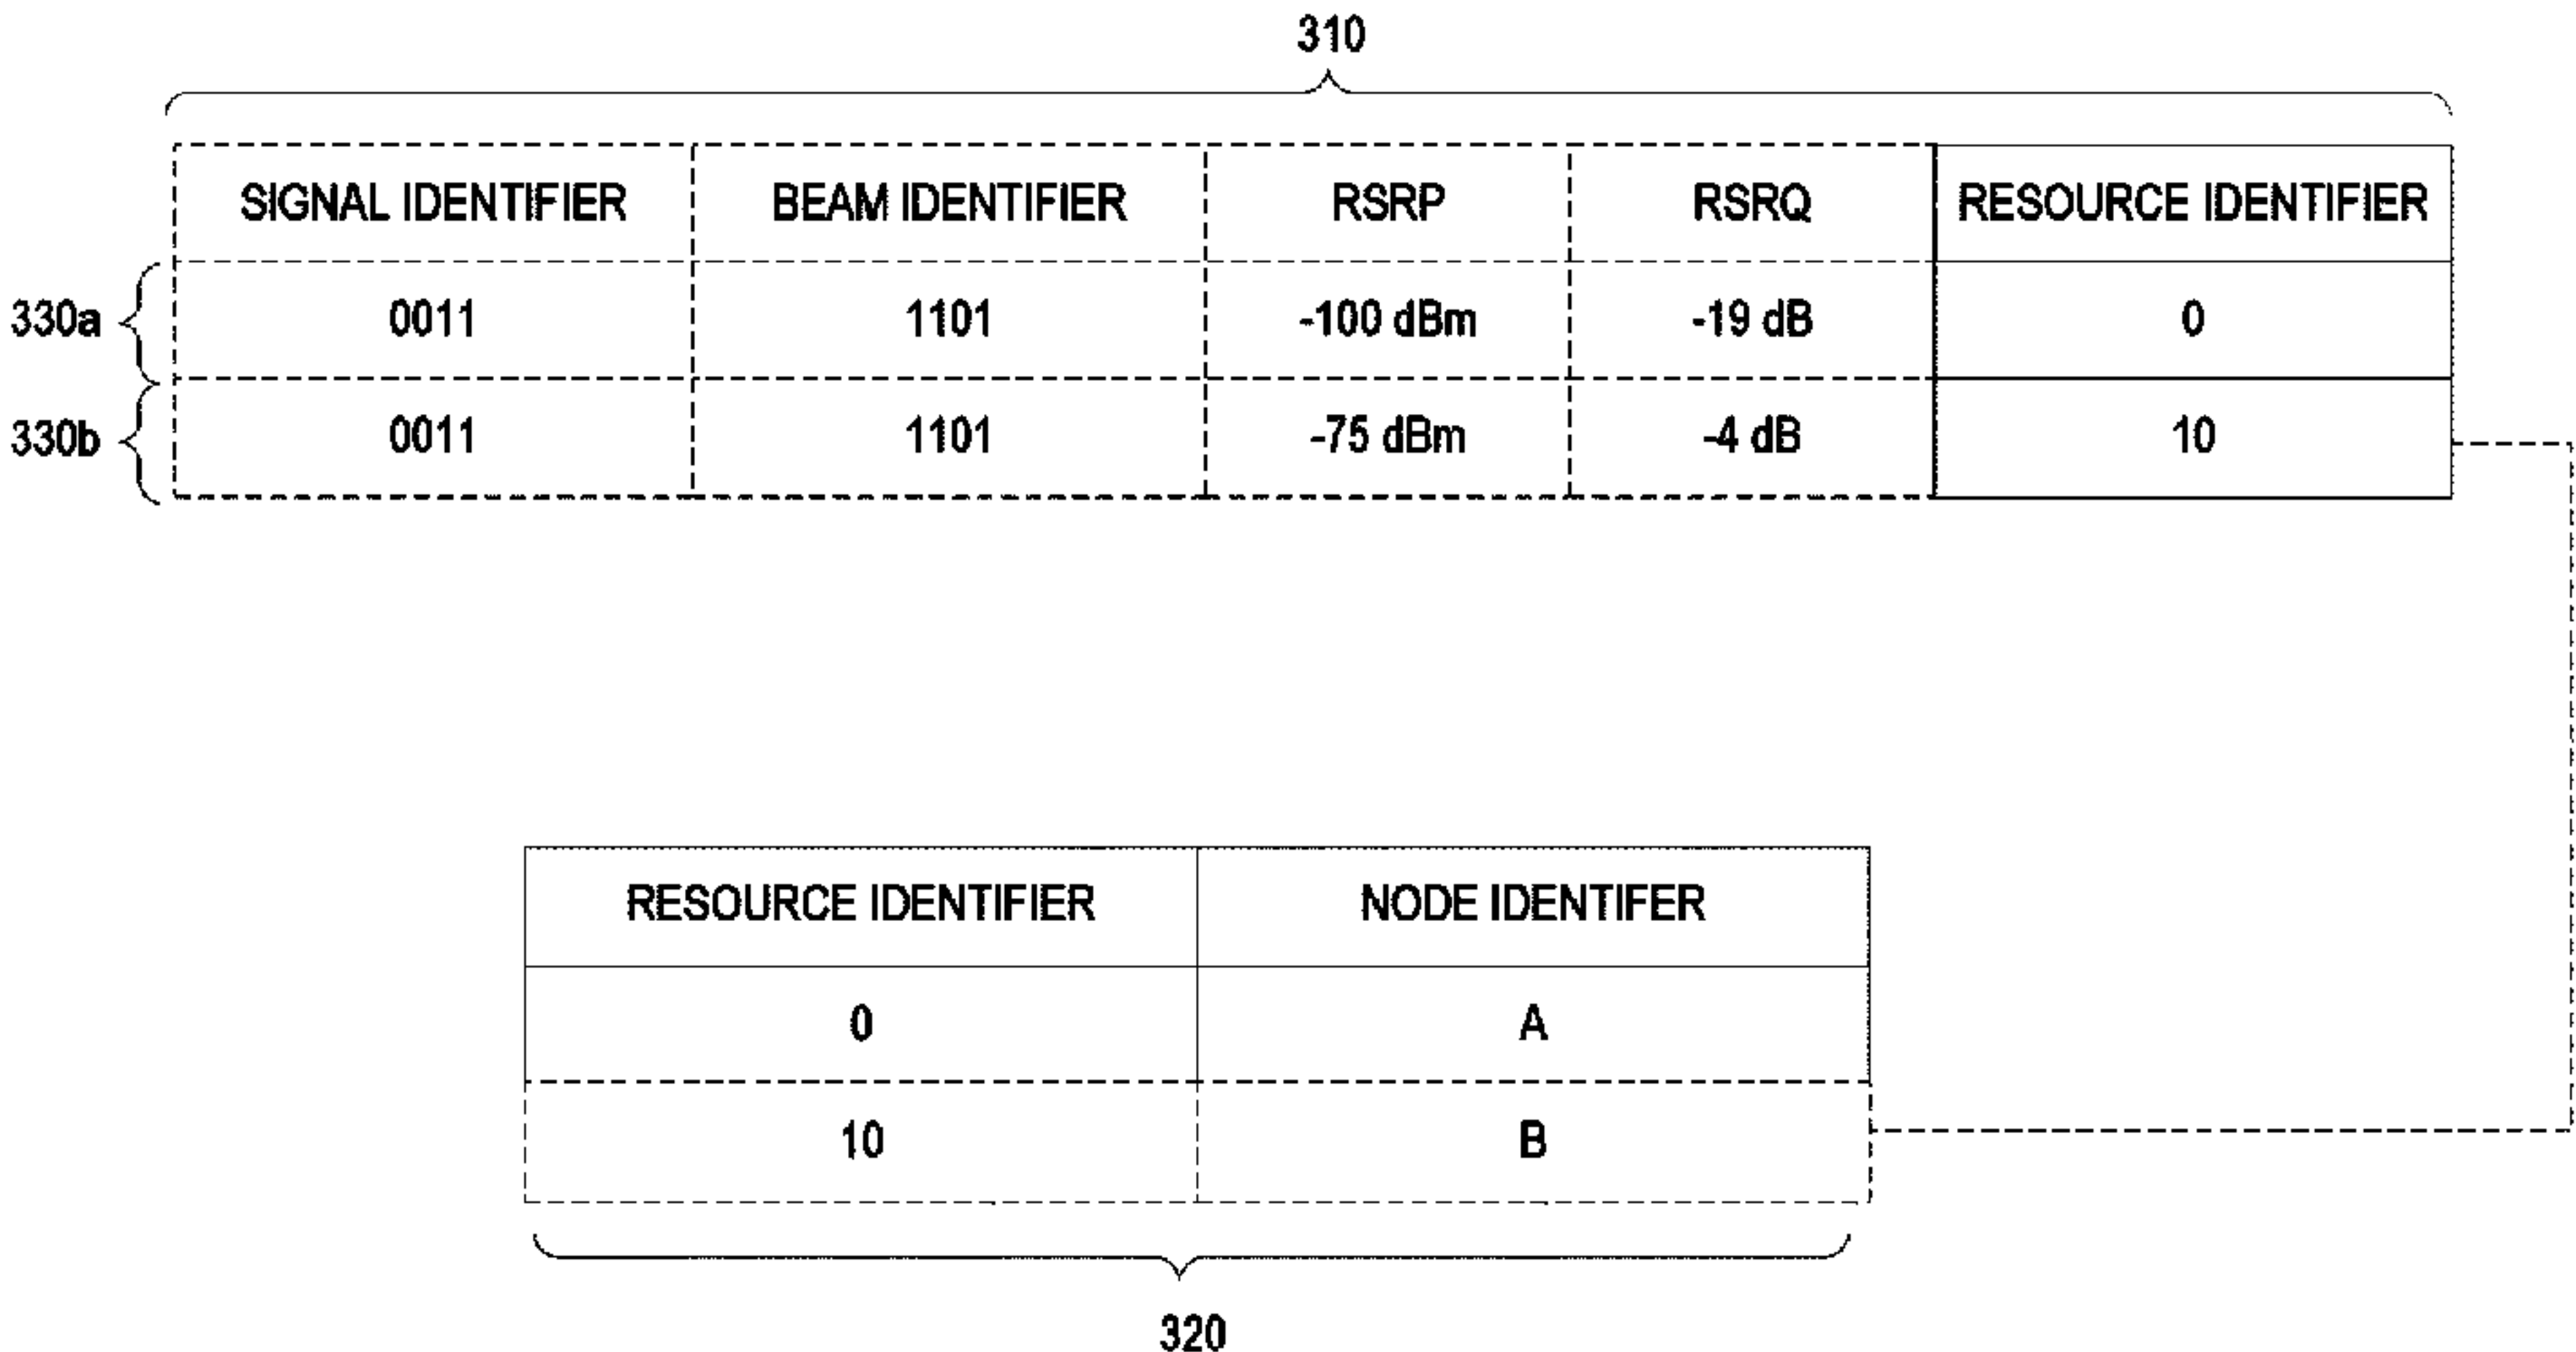 310
SIGNAL IDENTIFIER BEAM IDENTIFIER RSRP RSRQ RESOURCE IDENTIFIER
330a 0011 1101 -100 dBm -19 dB 0
330b 0011 1101 -75 dBm -4 dB 10
RESOURCE IDENTIFIER NODE IDENTIFER
0 A
10 B
320